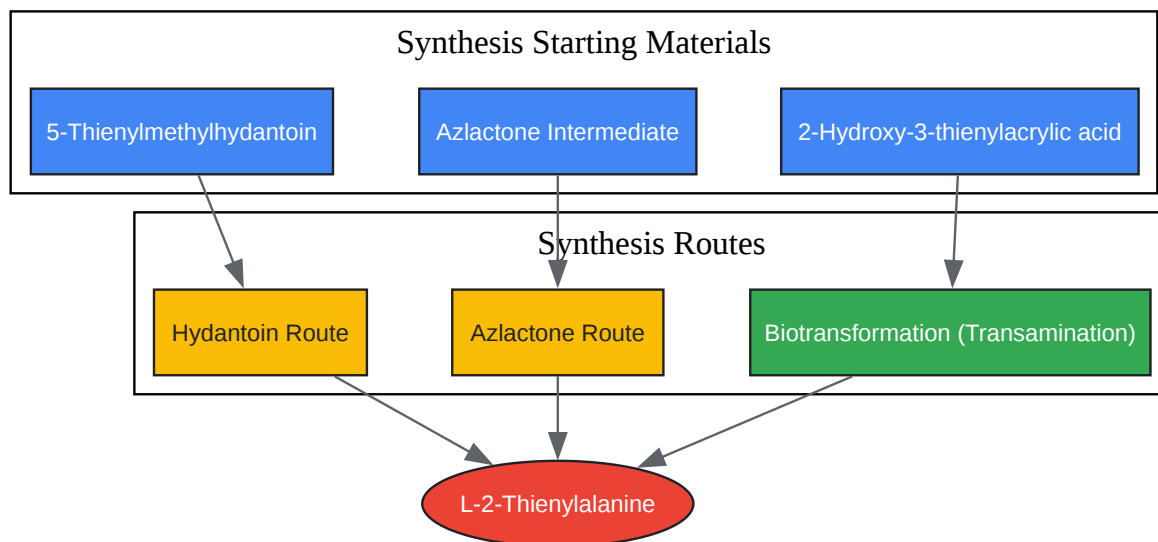 Synthesis Starting Materials
5-Thienylmethylhydantoin
Azlactone Intermediate
2-Hydroxy-3-thienylacrylic acid
Synthesis Routes
Hydantoin Route
Azlactone Route
Biotransformation (Transamination)
L-2-Thienylalanine